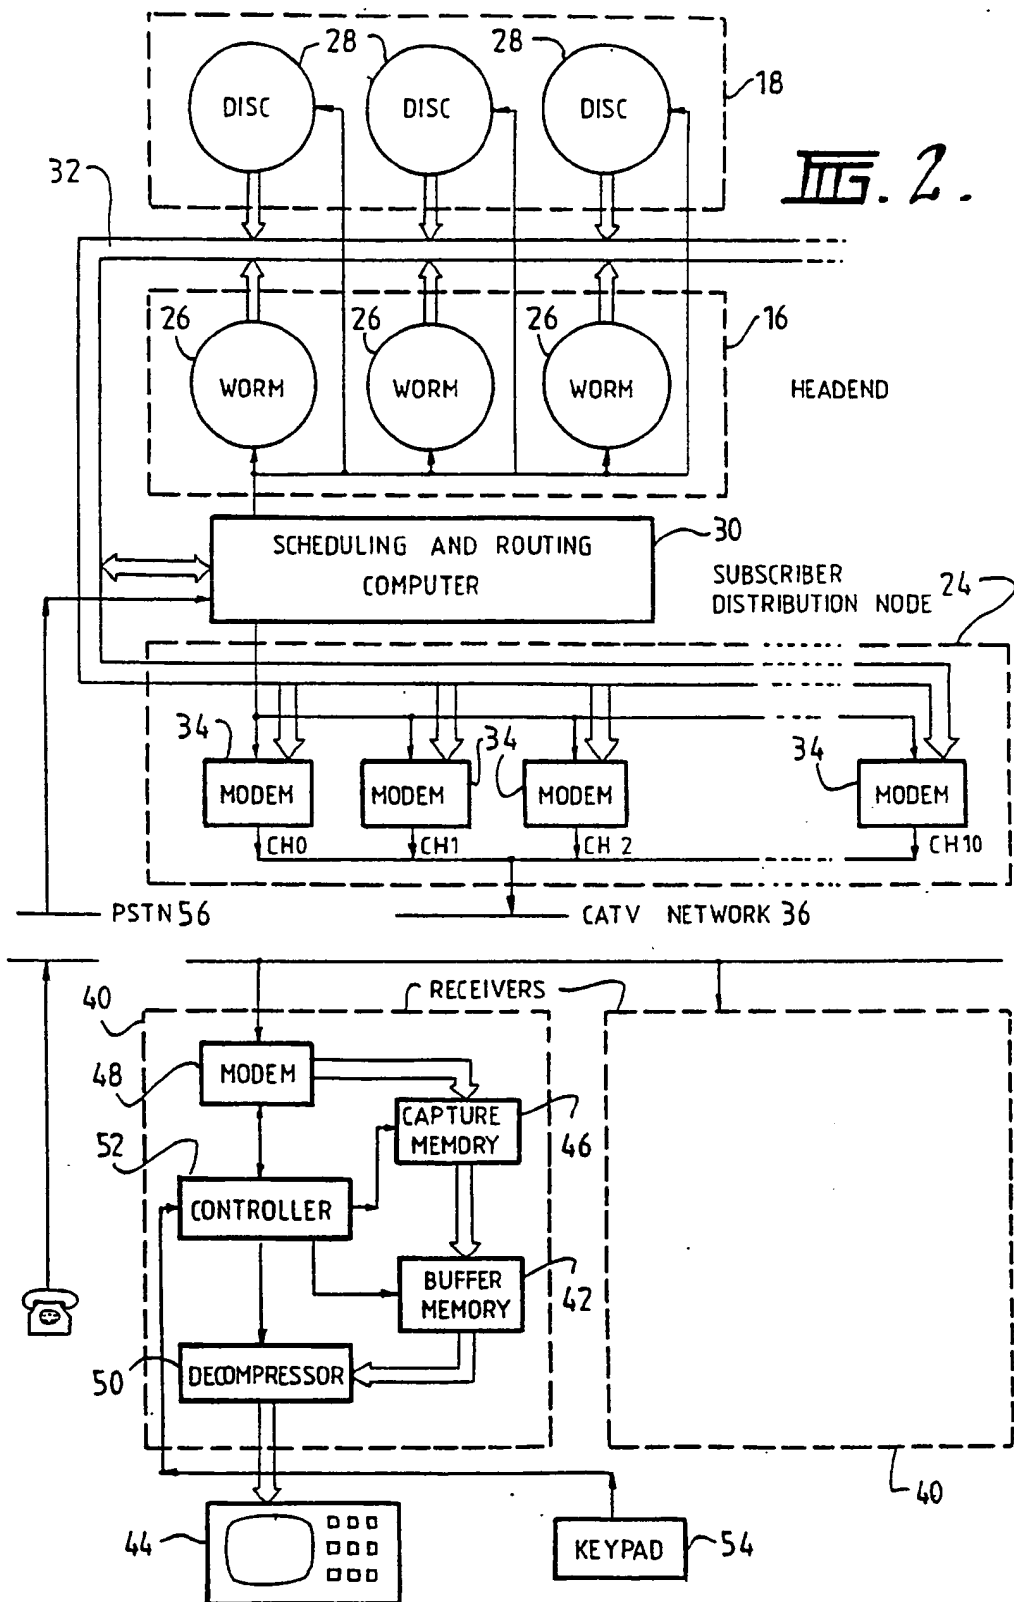 28 28
DISC DISC DISC
18
FIG. 2.
32
26 26 26
16
WORM WORM WORM
HEADEND
30
SCHEDULING AND ROUTING
COMPUTER
SUBSCRIBER
DISTRIBUTION NODE 24
34 34 34
MODEM MODEM MODEM MODEM
CH0 CH1 CH2 CH10
PSTN 56
CATV NETWORK 36
RECEIVERS
40
48
MODEM
CAPTURE
MEMORY
46
52
CONTROLLER
BUFFER
MEMORY
42
50
DECOMPRESSOR
40
44
KEYPAD
54